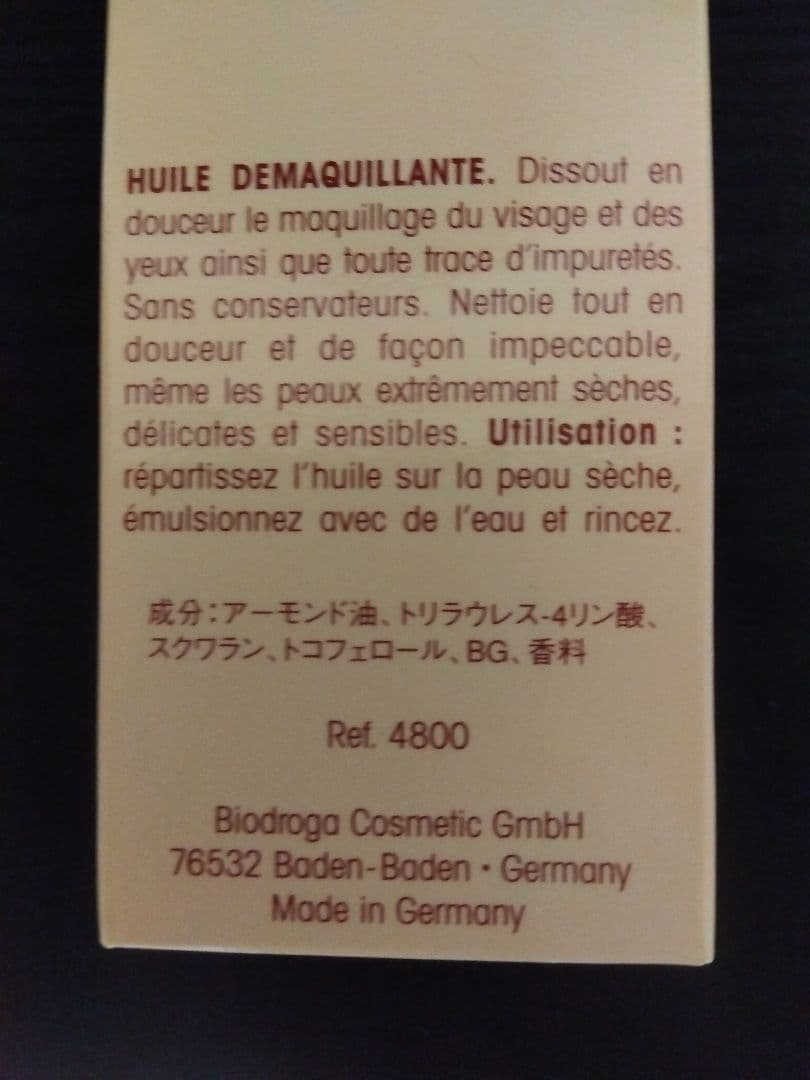 HUILE DEMAQUILLANTE. Dissout en
douceur le maquillage du visage et des
yeux ainsi que toute trace d'impuretés.
Sans conservateurs. Nettoie tout en
douceur et de façon impeccable,
même les peaux extrêmement sèches,
délicates et sensibles. Utilisation :
répartissez l'huile sur la peau sèche,
émulsionnez avec de l'eau et rincez.
成分:アーモンド油、トリラウレス-4リン酸、
スクワラン、トコフェロール、BG、香料
Ref. 4800
Biodroga Cosmetic GmbH
76532 Baden-Baden • Germany
Made in Germany